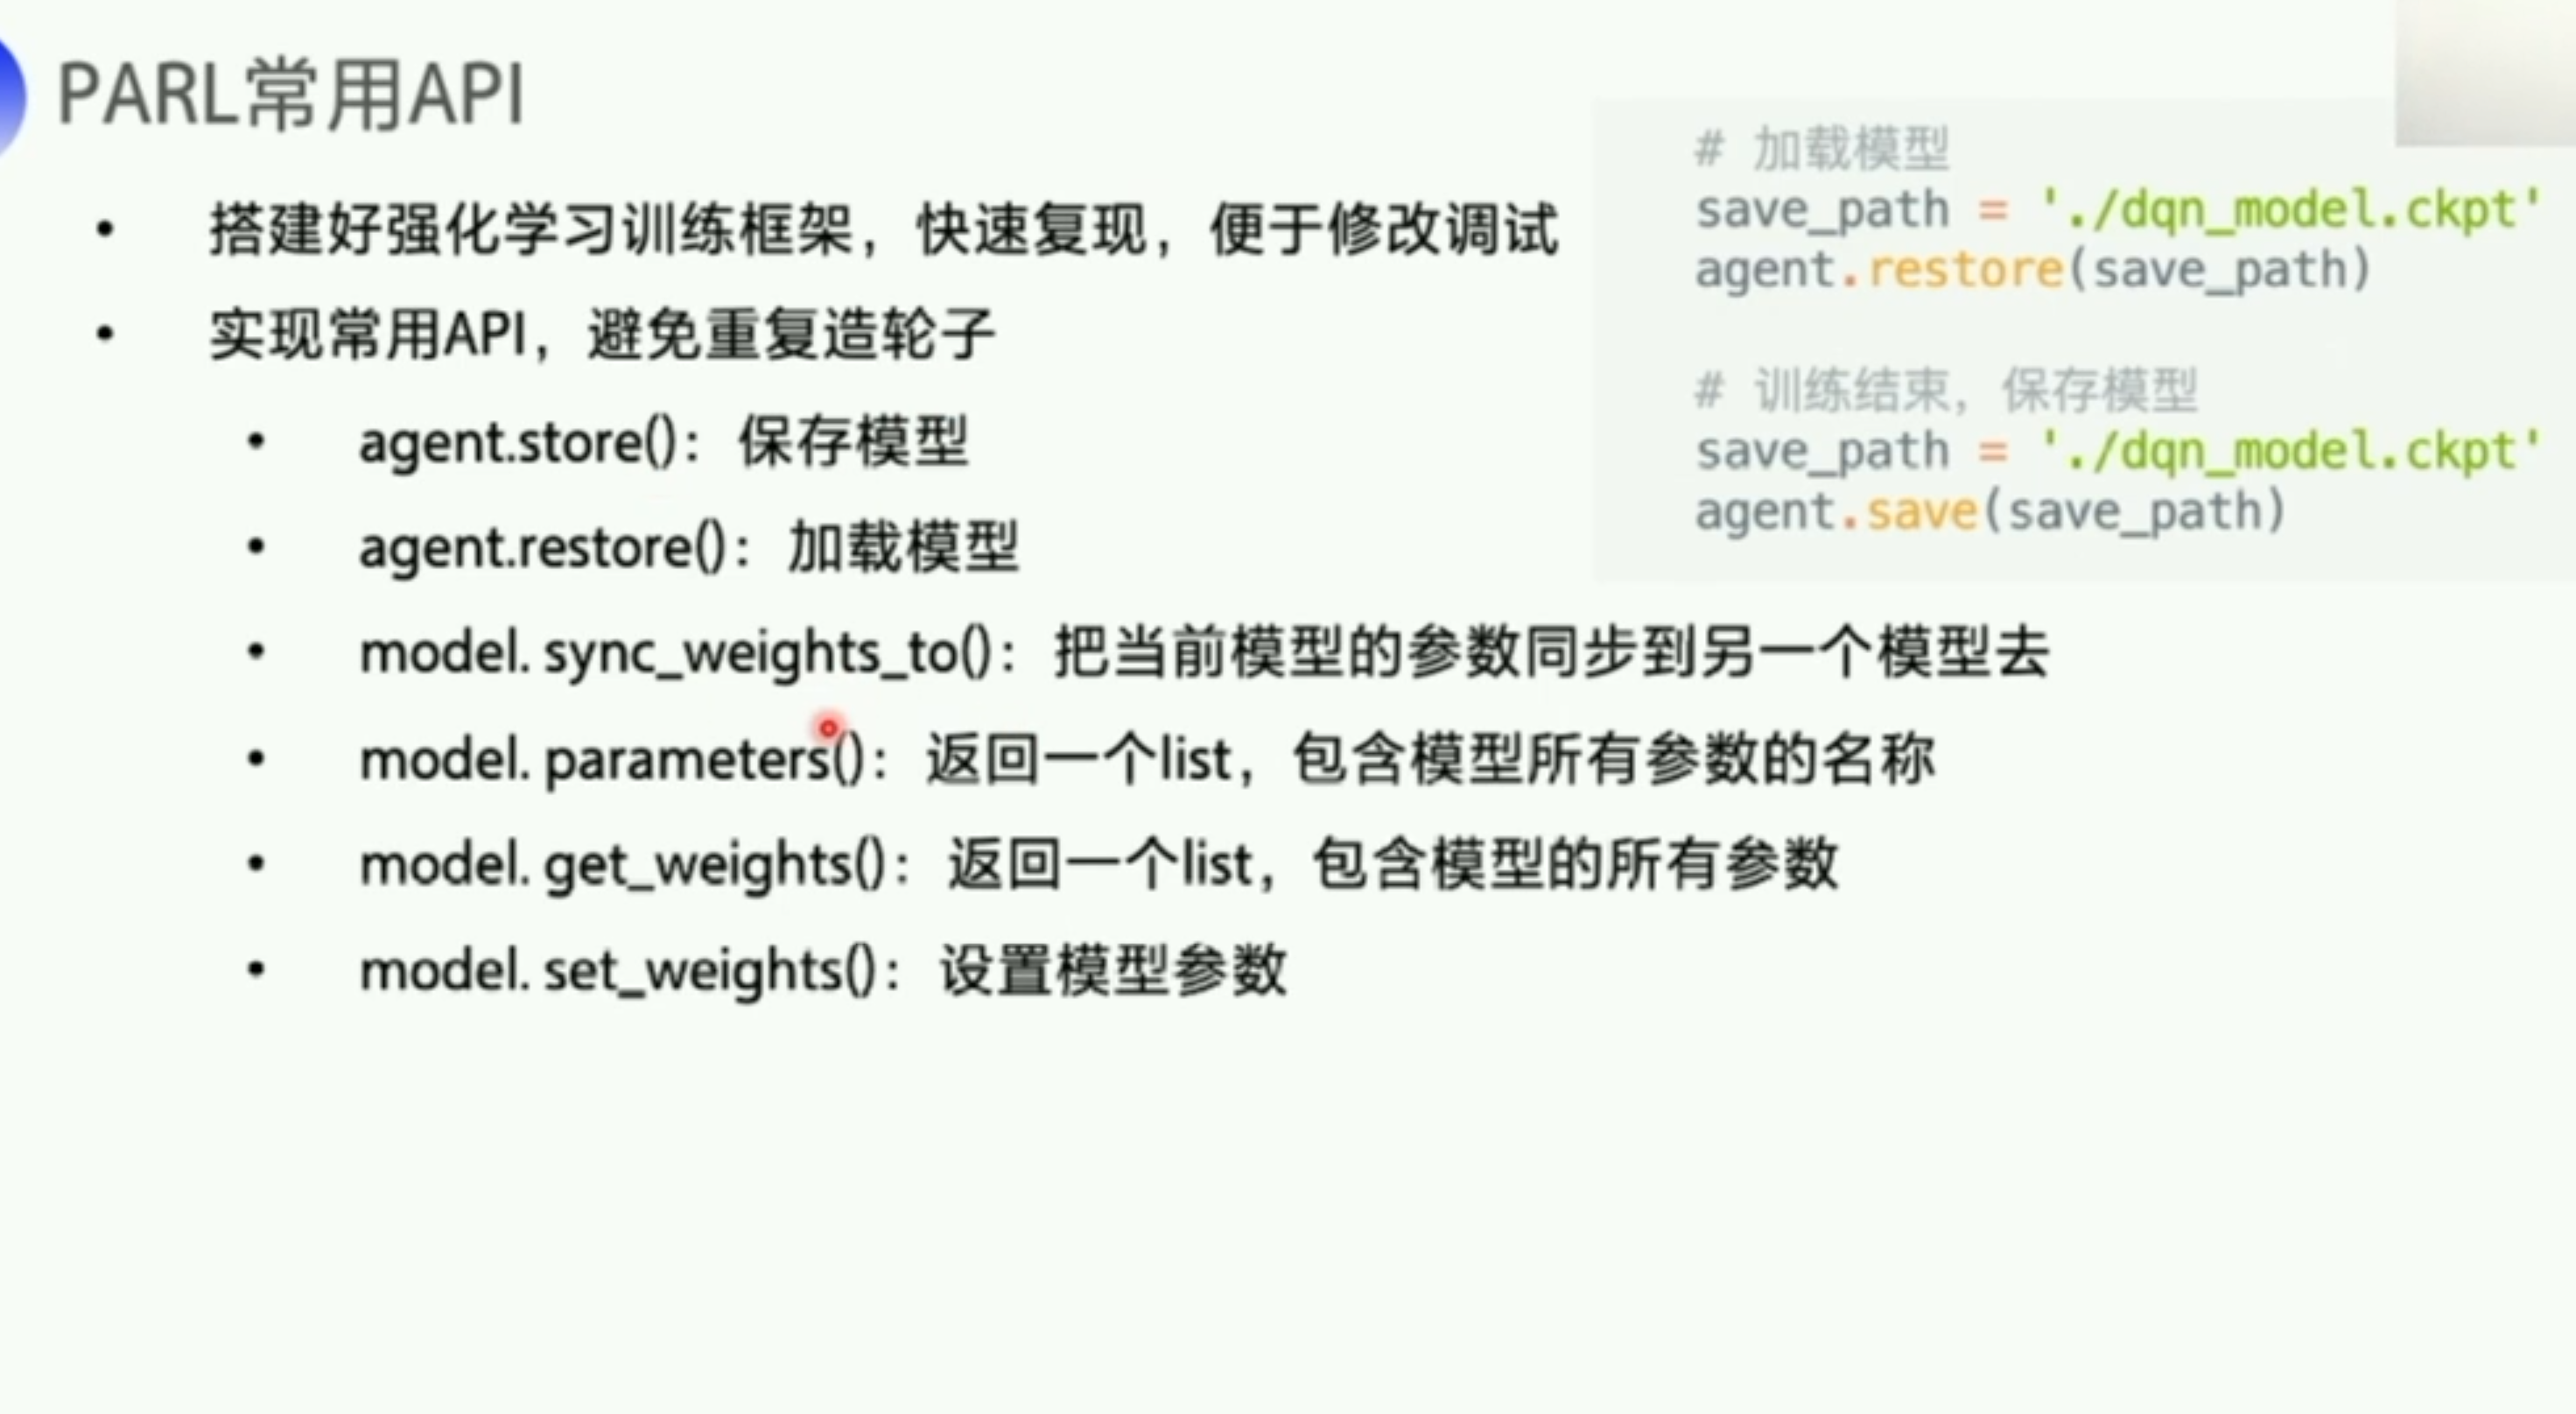 PARL常用API
• 搭建好强化学习训练框架，快速复现，便于修改调试
• 实现常用API，避免重复造轮子
• agent.store()：保存模型
• agent.restore()：加载模型
• model. sync_weights_to()：把当前模型的参数同步到另一个模型去
• model. parameters()：返回一个list，包含模型所有参数的名称
• model. get_weights()：返回一个list，包含模型的所有参数
• model. set_weights()：设置模型参数
# 加载模型
save_path = './dqn_model.ckpt'
agent.restore(save_path)
# 训练结束，保存模型
save_path = './dqn_model.ckpt'
agent.save(save_path)